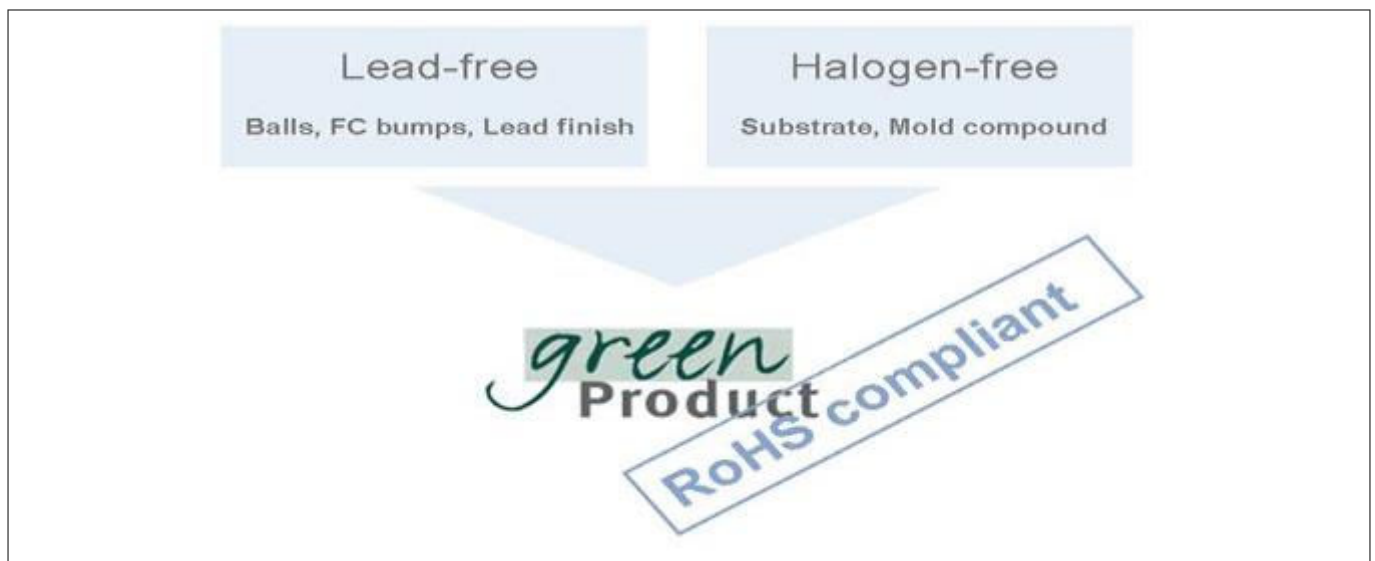 Lead-free
Balls, FC bumps, Lead finish
Halogen-free
Substrate, Mold compound
green
Product
RoHS compliant